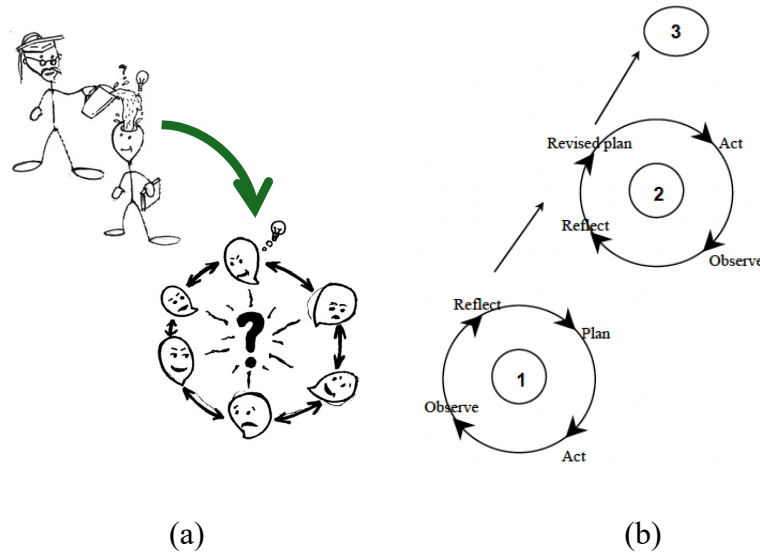 ?
?
3
Revised plan
Act
2
Reflect
Observe
Reflect
Plan
1
Observe
Act
(a)
(b)